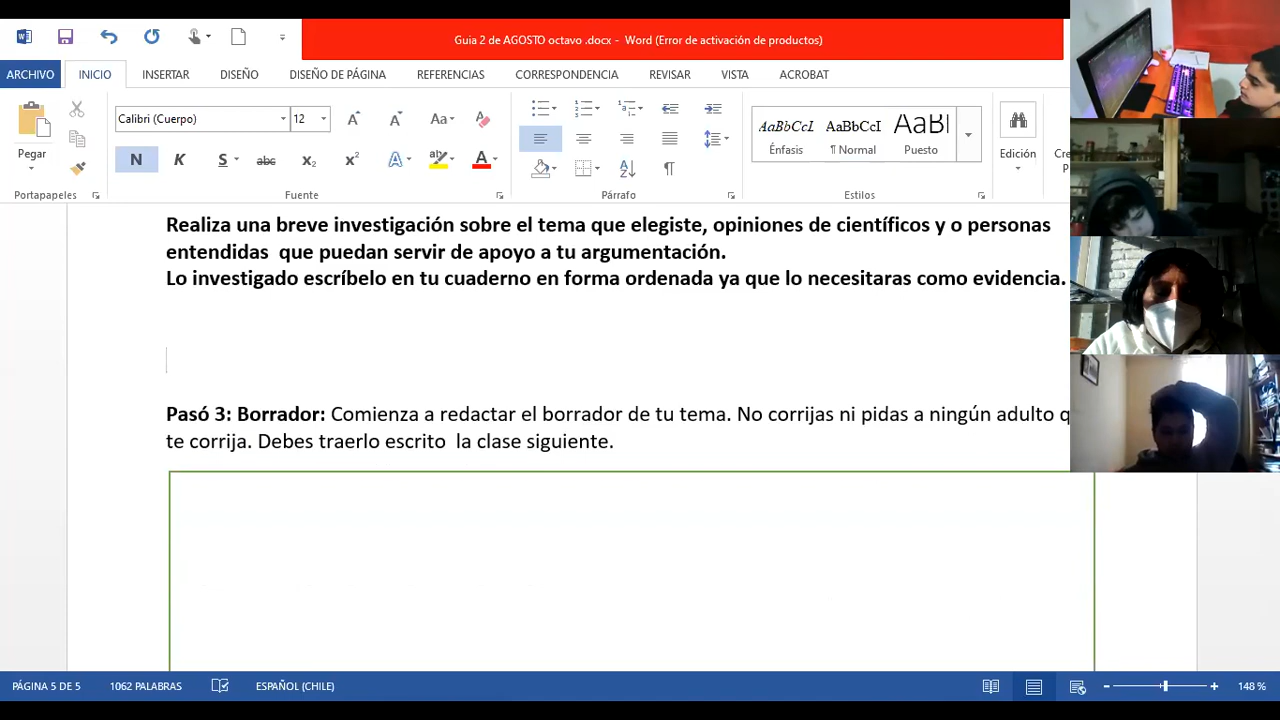 Guia 2 de AGOSTO octavo .docx - Word (Error de activación de productos)
ARCHIVO INICIO INSERTAR DISEÑO DISEÑO DE PÁGINA REFERENCIAS CORRESPONDENCIA REVISAR VISTA ACROBAT
Calibri (Cuerpo) 12 Aa
AaBbCcI AaBbCcI AaBl
Pegar N K S abc x₂ x² A A Énfasis ¶ Normal Puesto Edición Cre
P
Portapapeles Fuente Párrafo Estilos
Realiza una breve investigación sobre el tema que elegiste, opiniones de científicos y o personas
entendidas que puedan servir de apoyo a tu argumentación.
Lo investigado escríbelo en tu cuaderno en forma ordenada ya que lo necesitaras como evidencia.
Pasó 3: Borrador: Comienza a redactar el borrador de tu tema. No corrijas ni pidas a ningún adulto q
te corrija. Debes traerlo escrito la clase siguiente.
PÁGINA 5 DE 5 1062 PALABRAS ESPAÑOL (CHILE) 148 %